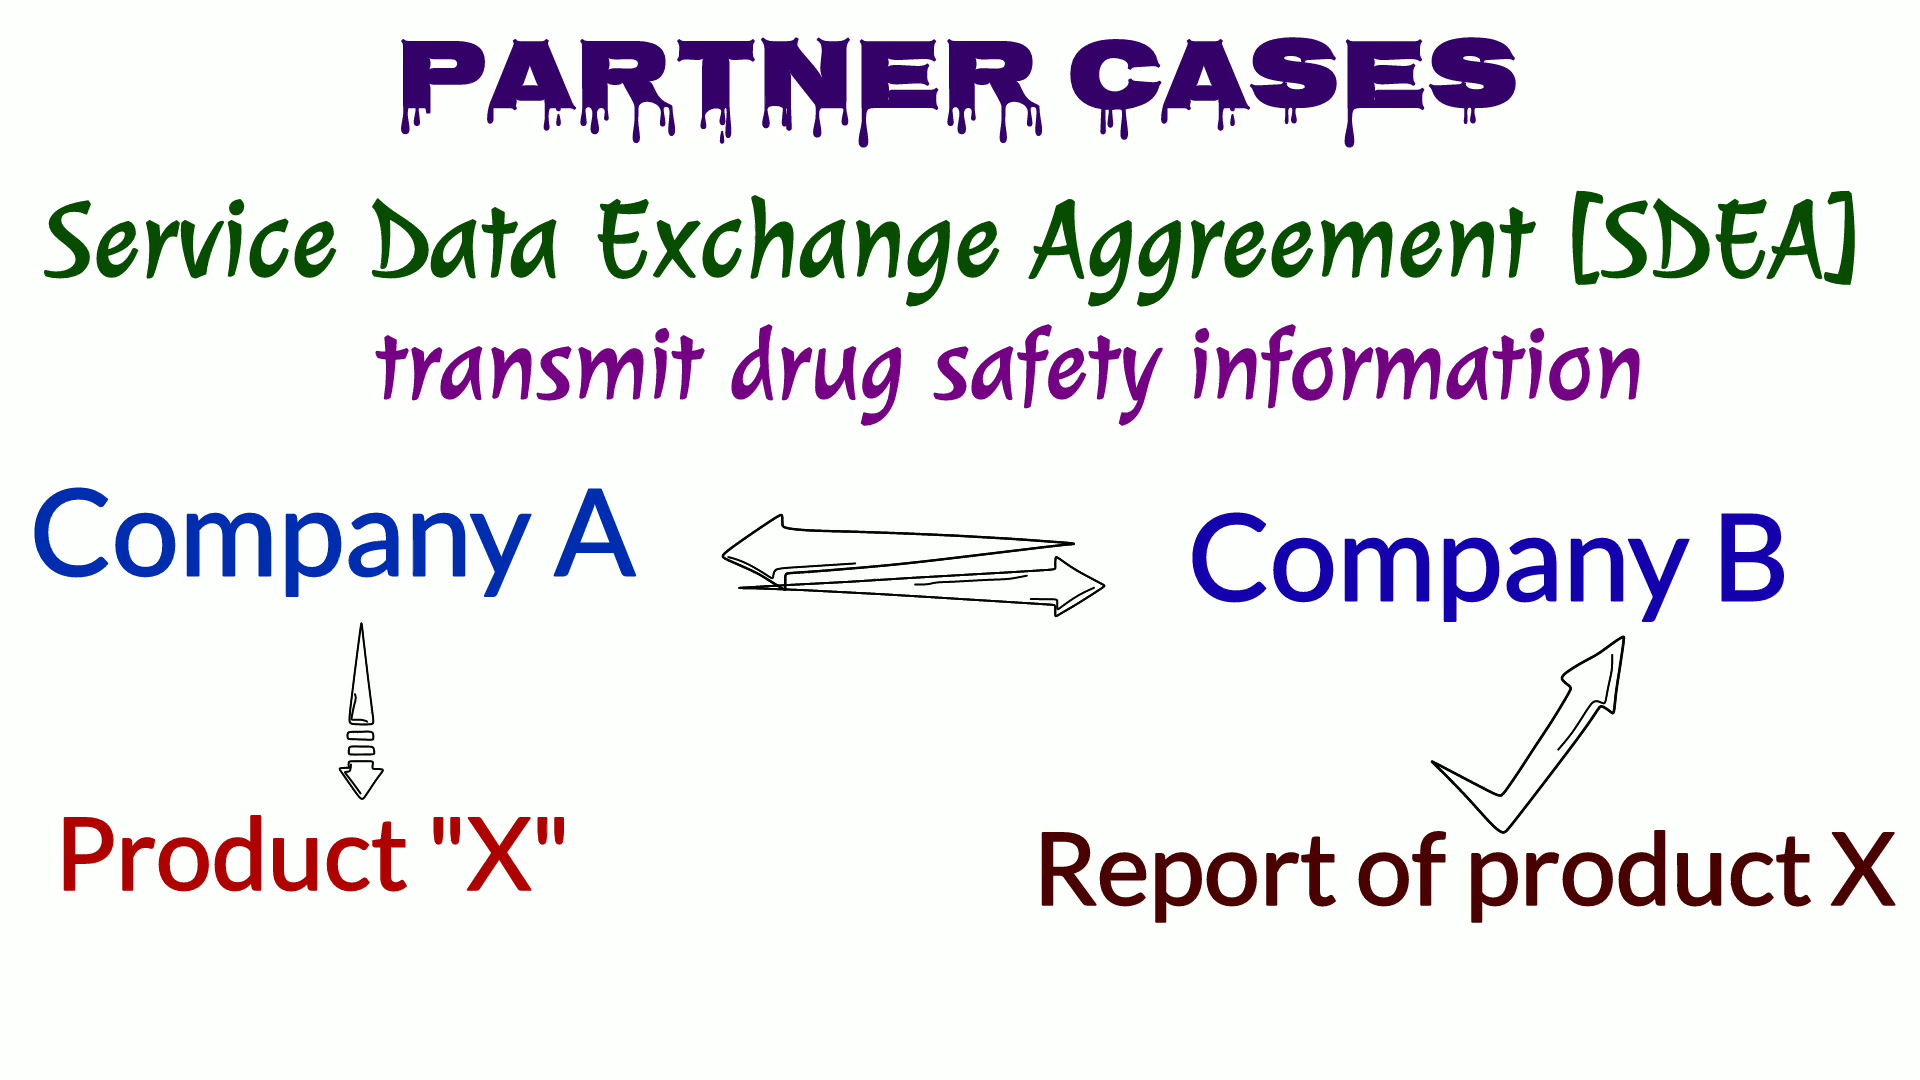 PARTNER CASES
Service Data Exchange Aggreement [SDEA]
transmit drug safety information
Company A
Company B
Product "X"
Report of product X